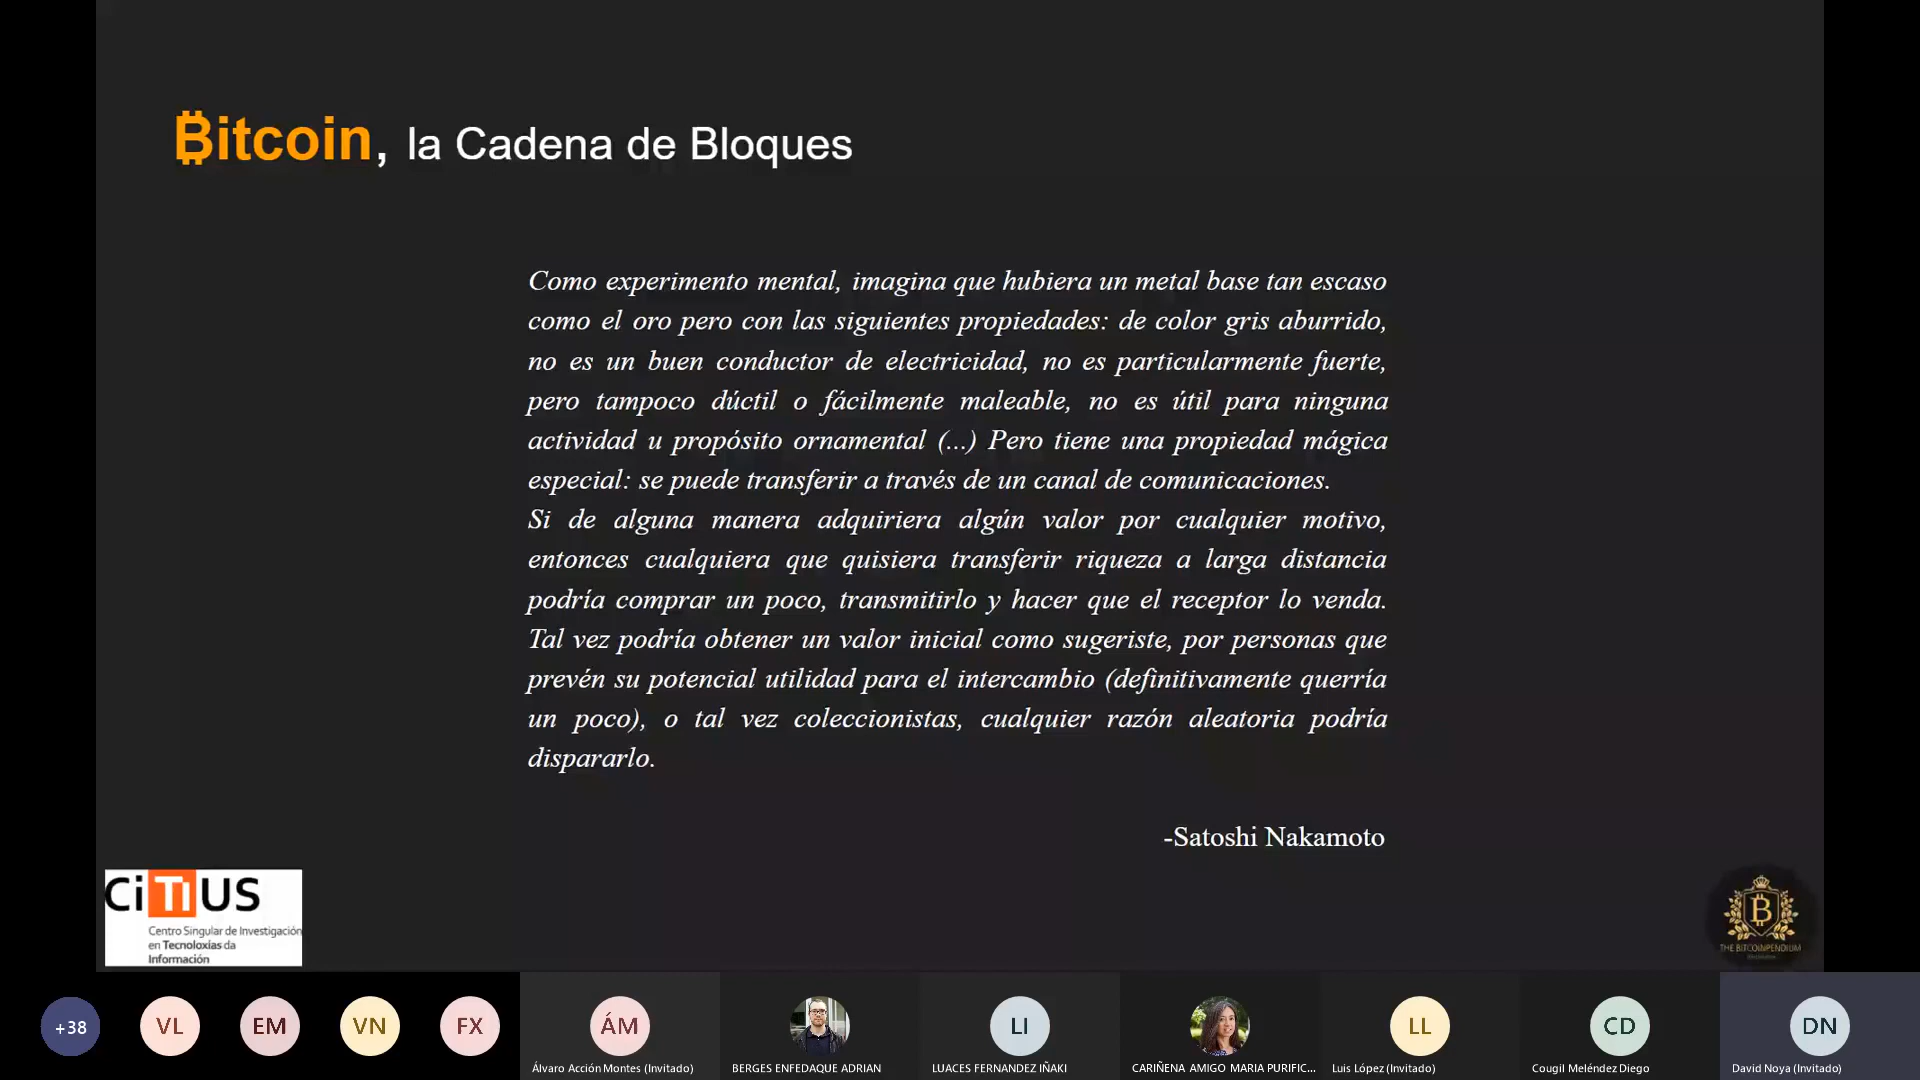 ₿itcoin, la Cadena de Bloques
Como experimento mental, imagina que hubiera un metal base tan escaso
como el oro pero con las siguientes propiedades: de color gris aburrido,
no es un buen conductor de electricidad, no es particularmente fuerte,
pero tampoco dúctil o fácilmente maleable, no es útil para ninguna
actividad u propósito ornamental (...) Pero tiene una propiedad mágica
especial: se puede transferir a través de un canal de comunicaciones.
Si de alguna manera adquiriera algún valor por cualquier motivo,
entonces cualquiera que quisiera transferir riqueza a larga distancia
podría comprar un poco, transmitirlo y hacer que el receptor lo venda.
Tal vez podría obtener un valor inicial como sugeriste, por personas que
prevén su potencial utilidad para el intercambio (definitivamente querría
un poco), o tal vez coleccionistas, cualquier razón aleatoria podría
dispararlo.
-Satoshi Nakamoto
CiTIUS
Centro Singular de Investigación
en Tecnoloxías da
Información
THE BITCOINPENDIUM
+38
VL
EM
VN
FX
ÁM
LI
LL
CD
DN
Álvaro Acción Montes (Invitado)
BERGES ENFEDAQUE ADRIAN
LUACES FERNANDEZ IÑAKI
CARIÑENA AMIGO MARIA PURIFIC...
Luis López (Invitado)
Cougil Meléndez Diego
David Noya (Invitado)